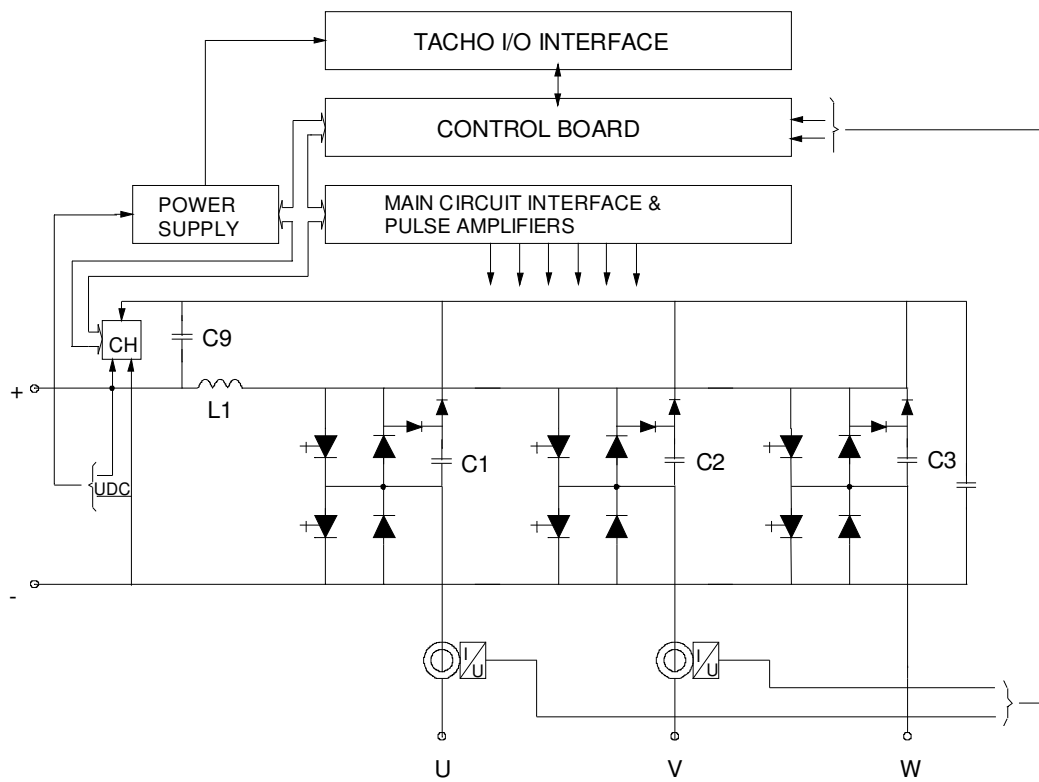 TACHO I/O INTERFACE
CONTROL BOARD
POWER
SUPPLY
MAIN CIRCUIT INTERFACE &
PULSE AMPLIFIERS
CH
C9
+
L1
C1
C2
C3
UDC
-
I/U
I/U
U
V
W